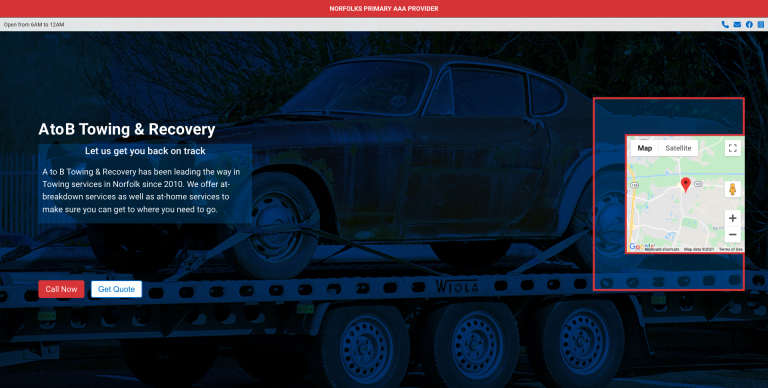 NORFOLKS PRIMARY AAA PROVIDER
Open from 6AM to 12AM
AtoB Towing & Recovery
Let us get you back on track
A to B Towing & Recovery has been leading the way in
Towing services in Norfolk since 2010. We offer at-
breakdown services as well as at-home services to
make sure you can get to where you need to go.
Call Now
Get Quote
WIOLA
Map
Satellite
Keyboard shortcuts
Map data ©2021
Terms of Use